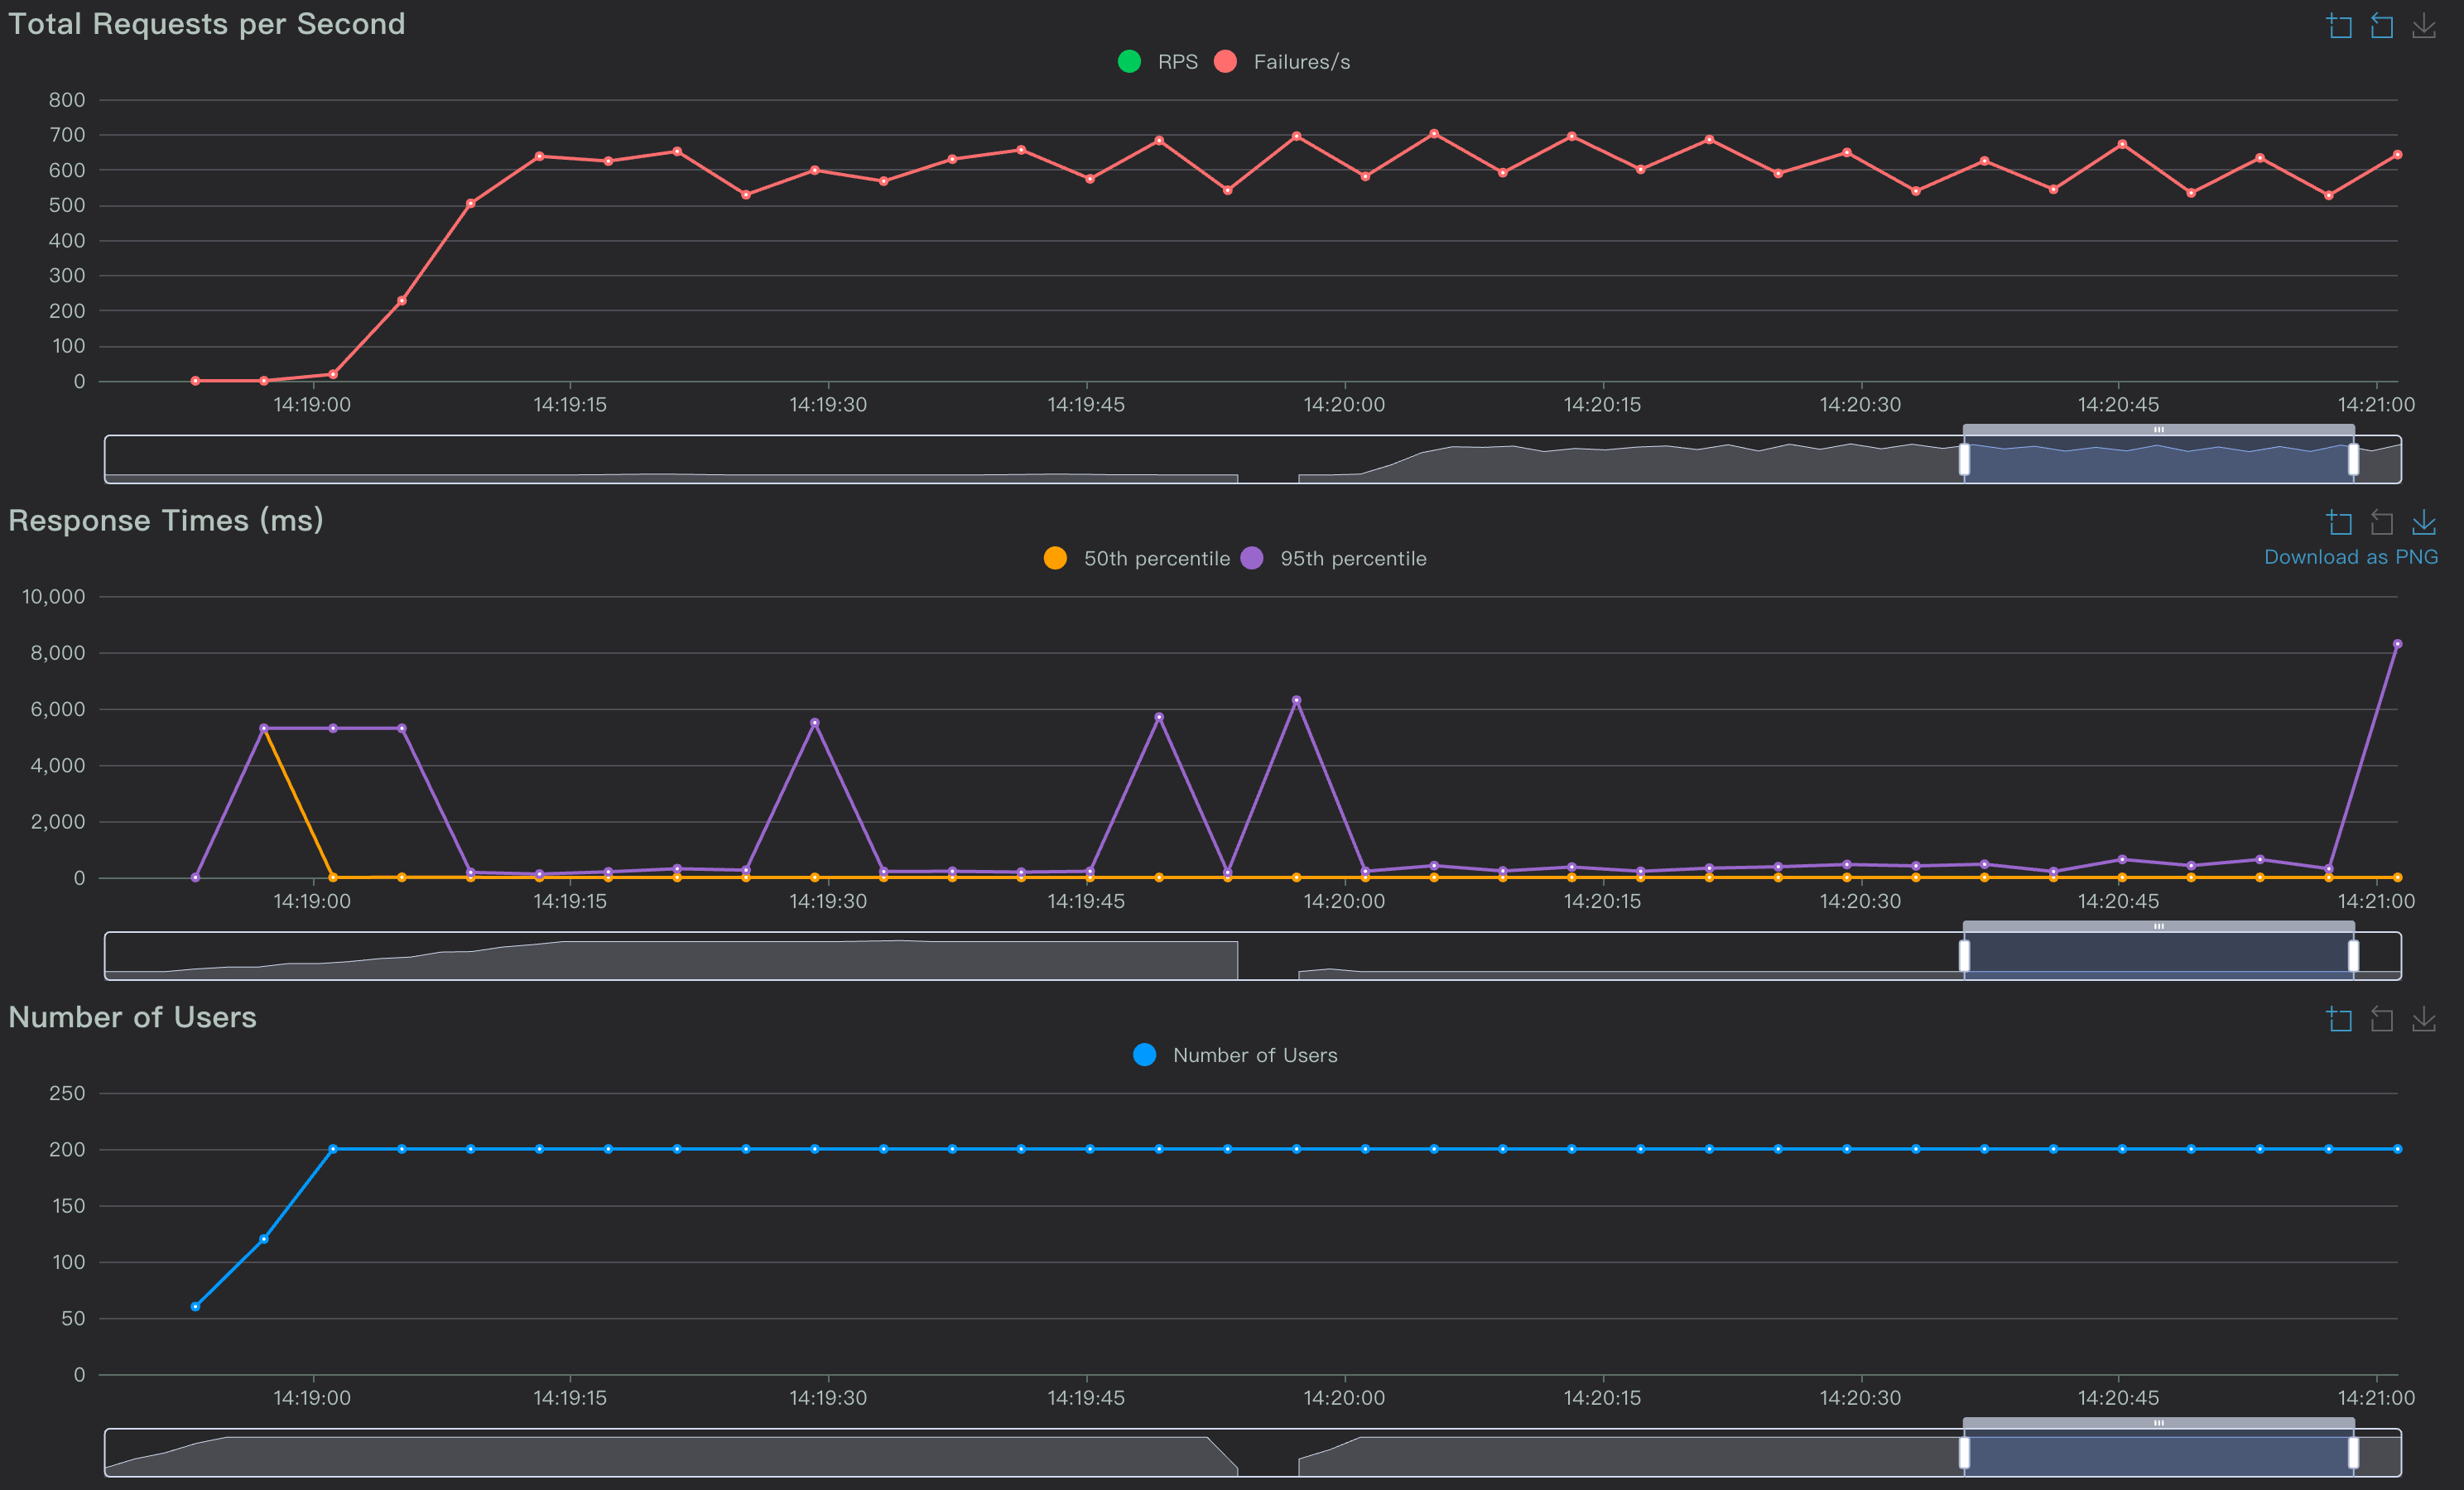 Total Requests per Second
RPS Failures/s
800
700
600
500
400
300
200
100
0
14:19:00 14:19:15 14:19:30 14:19:45 14:20:00 14:20:15 14:20:30 14:20:45 14:21:00
Response Times (ms)
Download as PNG
50th percentile 95th percentile
10,000
8,000
6,000
4,000
2,000
0
14:19:00 14:19:15 14:19:30 14:19:45 14:20:00 14:20:15 14:20:30 14:20:45 14:21:00
Number of Users
Number of Users
250
200
150
100
50
0
14:19:00 14:19:15 14:19:30 14:19:45 14:20:00 14:20:15 14:20:30 14:20:45 14:21:00